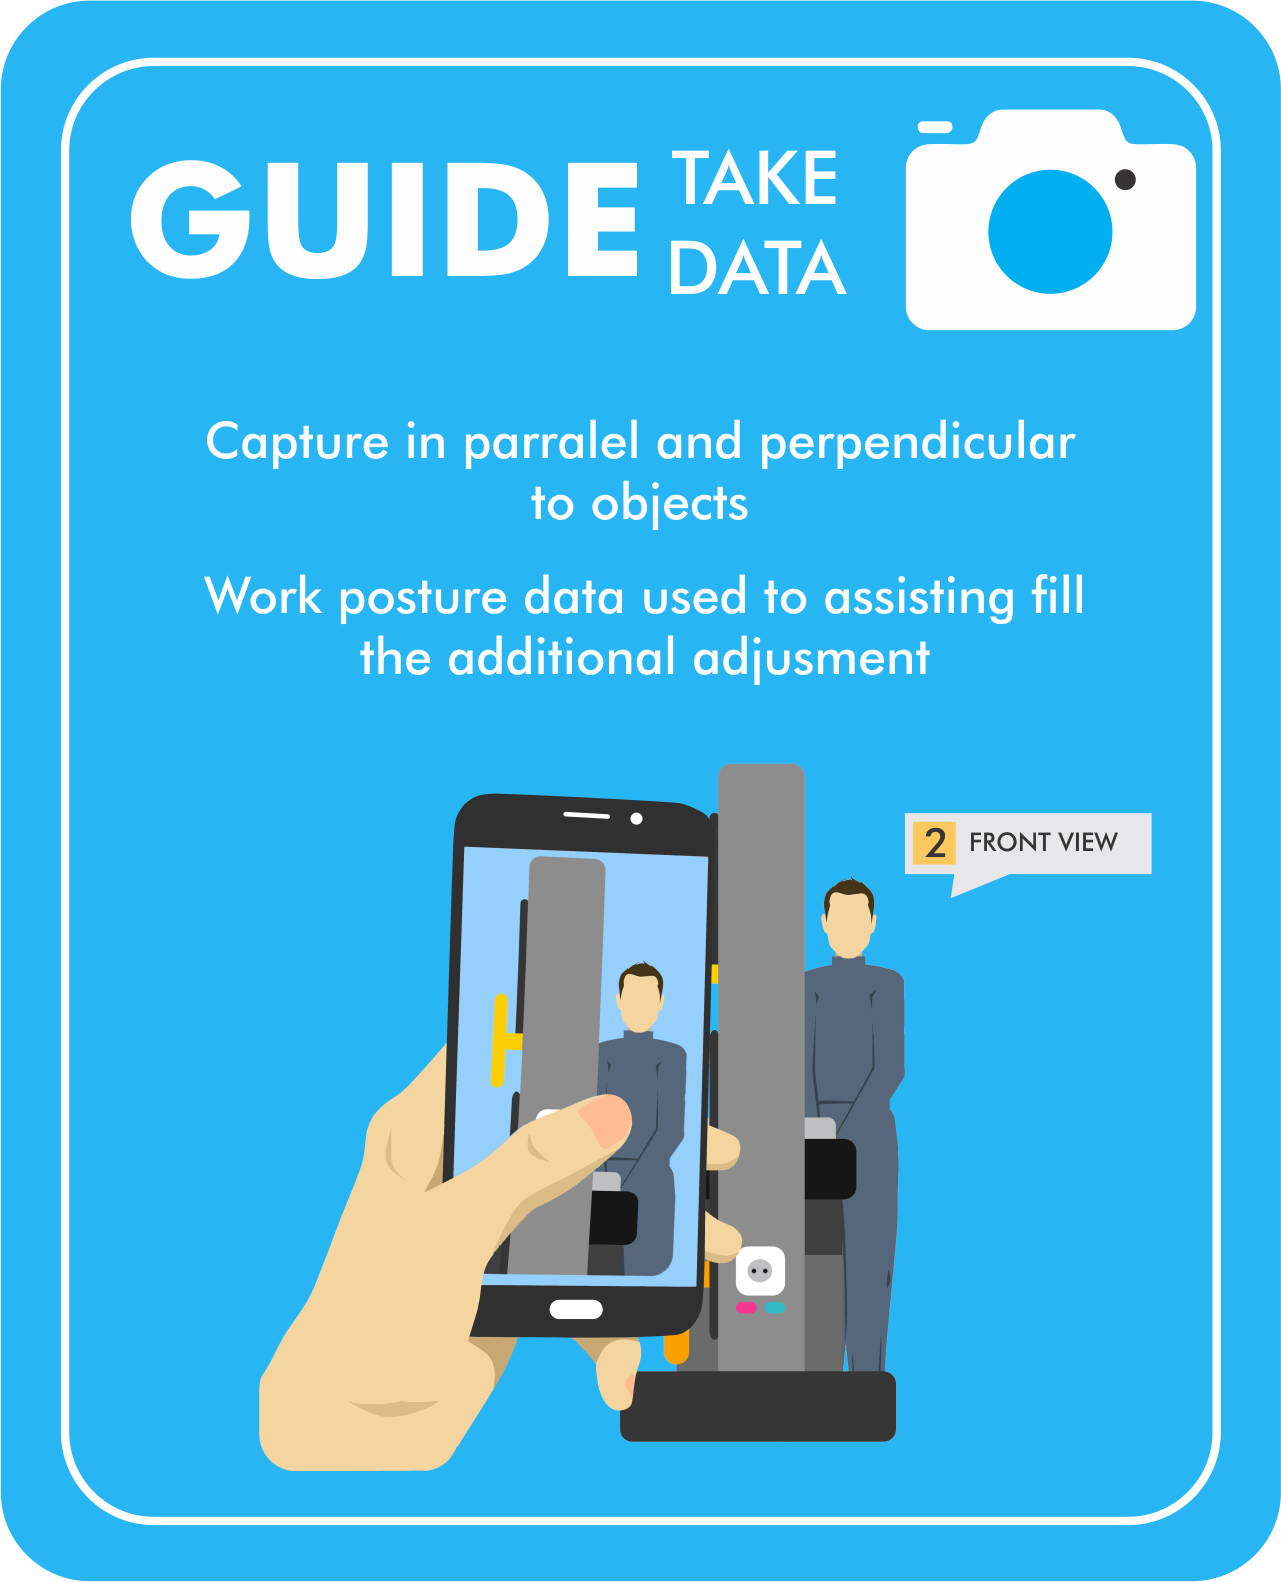 GUIDE
TAKE
DATA
Capture in parralel and perpendicular
to objects
Work posture data used to assisting fill
the additional adjusment
2 FRONT VIEW